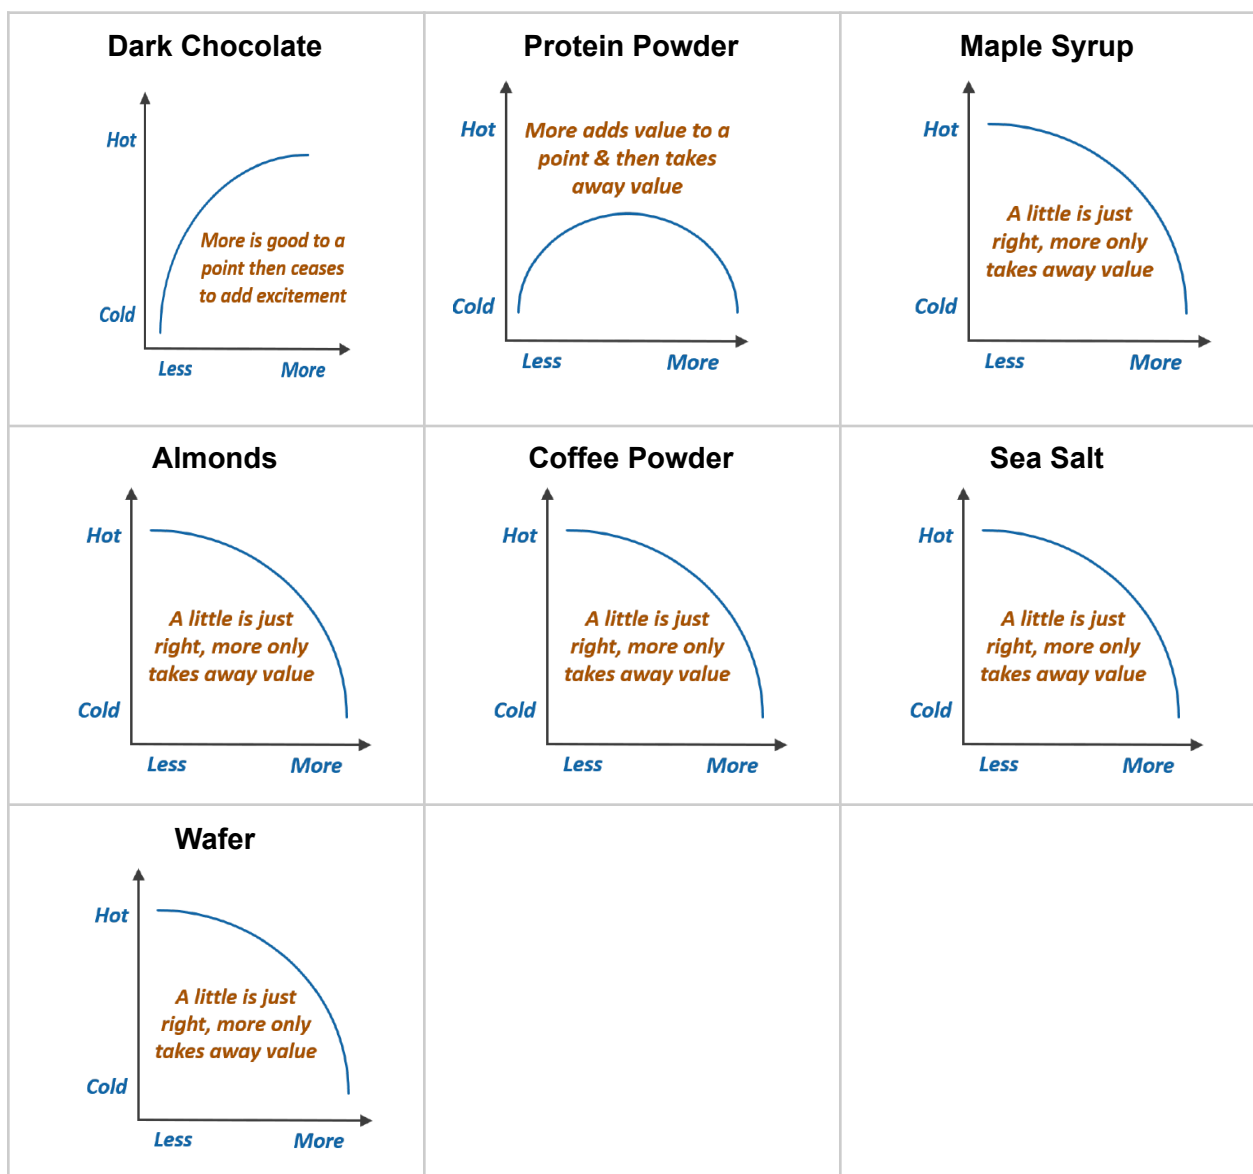 Dark Chocolate
Hot
More is good to a
point then ceases
to add excitement
Cold
Less More
Protein Powder
Hot
More adds value to a
point & then takes
away value
Cold
Less More
Maple Syrup
Hot
A little is just
right, more only
takes away value
Cold
Less More
Almonds
Hot
A little is just
right, more only
takes away value
Cold
Less More
Coffee Powder
Hot
A little is just
right, more only
takes away value
Cold
Less More
Sea Salt
Hot
A little is just
right, more only
takes away value
Cold
Less More
Wafer
Hot
A little is just
right, more only
takes away value
Cold
Less More